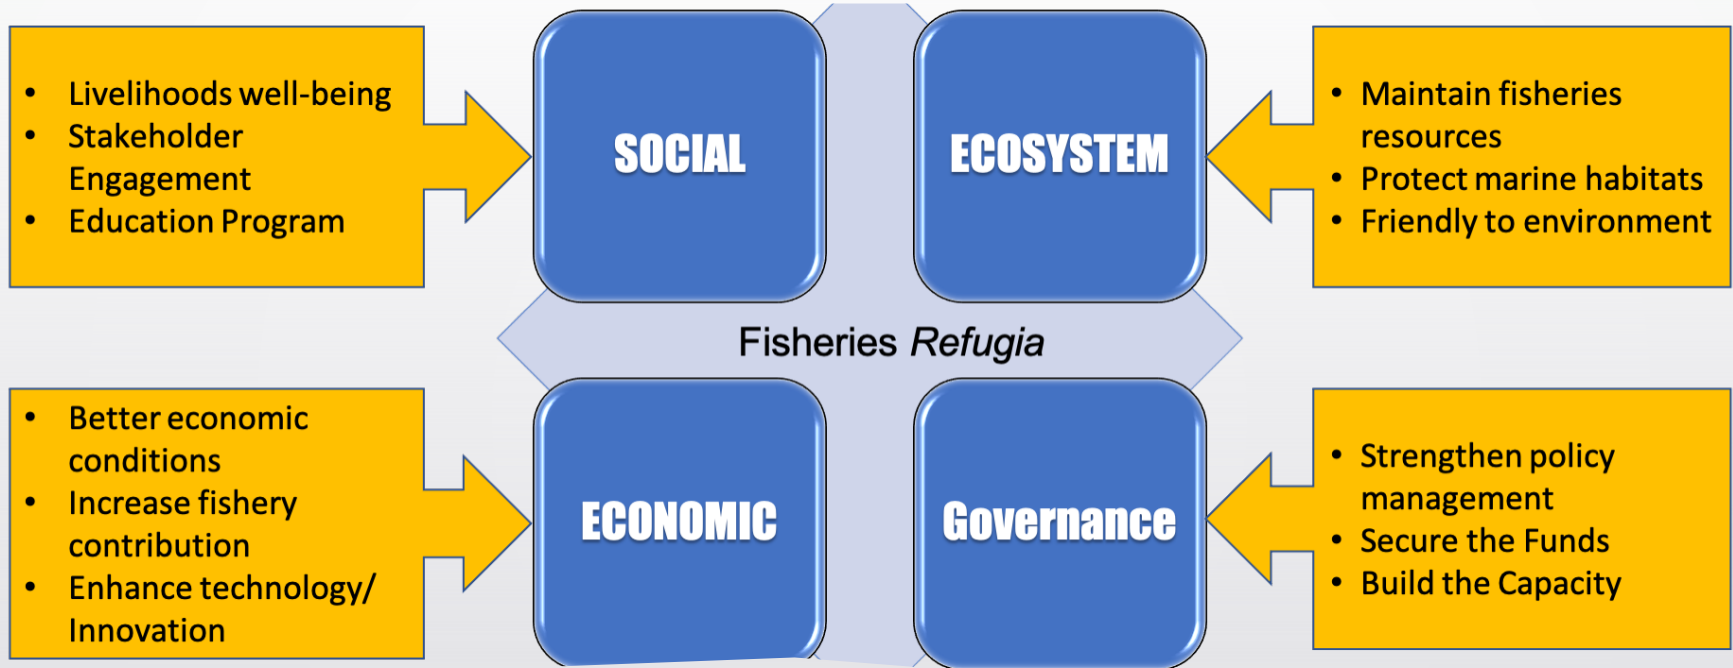 • Livelihoods well-being
• Stakeholder
Engagement
• Education Program
SOCIAL
ECOSYSTEM
• Maintain fisheries
resources
• Protect marine habitats
• Friendly to environment
Fisheries Refugia
• Better economic
conditions
• Increase fishery
contribution
• Enhance technology/
Innovation
ECONOMIC
Governance
• Strengthen policy
management
• Secure the Funds
• Build the Capacity